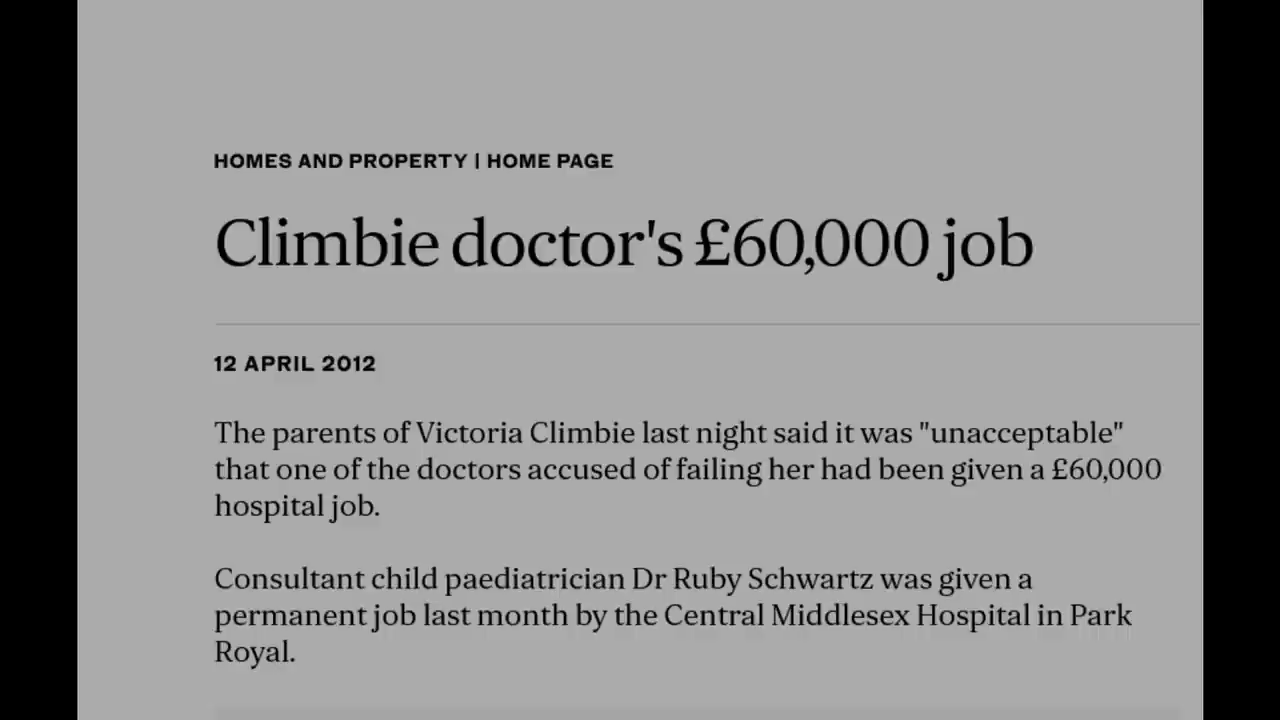 HOMES AND PROPERTY | HOME PAGE
Climbie doctor's £60,000 job
12 APRIL 2012
The parents of Victoria Climbie last night said it was "unacceptable"
that one of the doctors accused of failing her had been given a £60,000
hospital job.
Consultant child paediatrician Dr Ruby Schwartz was given a
permanent job last month by the Central Middlesex Hospital in Park
Royal.